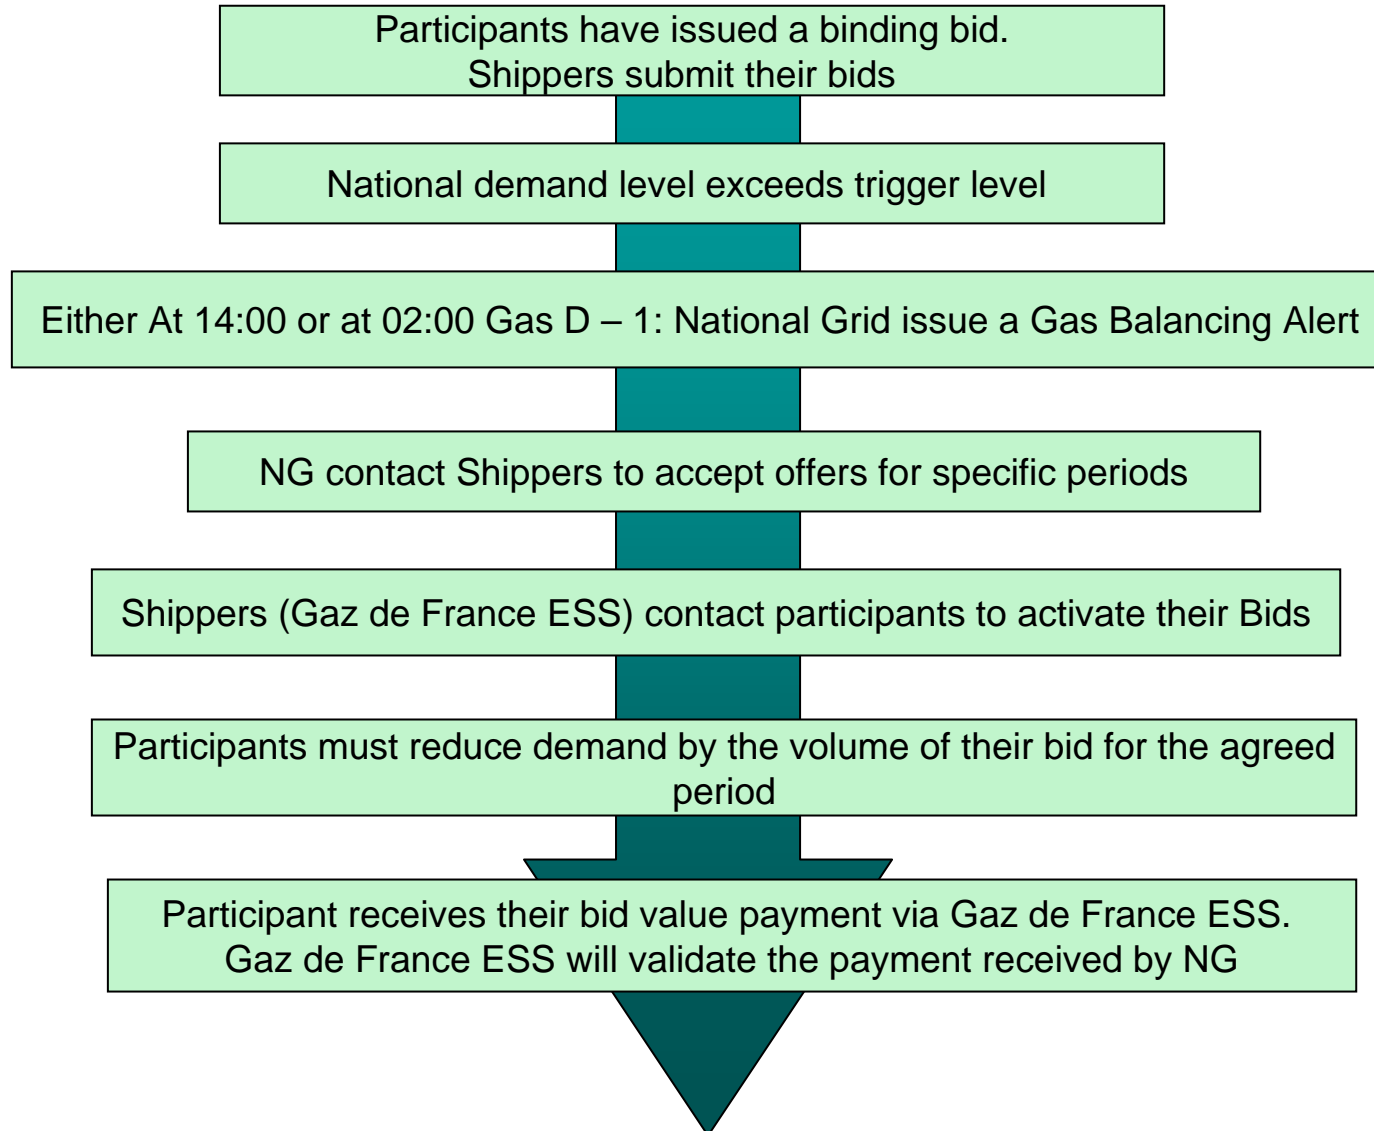 Participants have issued a binding bid.
Shippers submit their bids
National demand level exceeds trigger level
Either At 14:00 or at 02:00 Gas D – 1: National Grid issue a Gas Balancing Alert
NG contact Shippers to accept offers for specific periods
Shippers (Gaz de France ESS) contact participants to activate their Bids
Participants must reduce demand by the volume of their bid for the agreed
period
Participant receives their bid value payment via Gaz de France ESS.
Gaz de France ESS will validate the payment received by NG